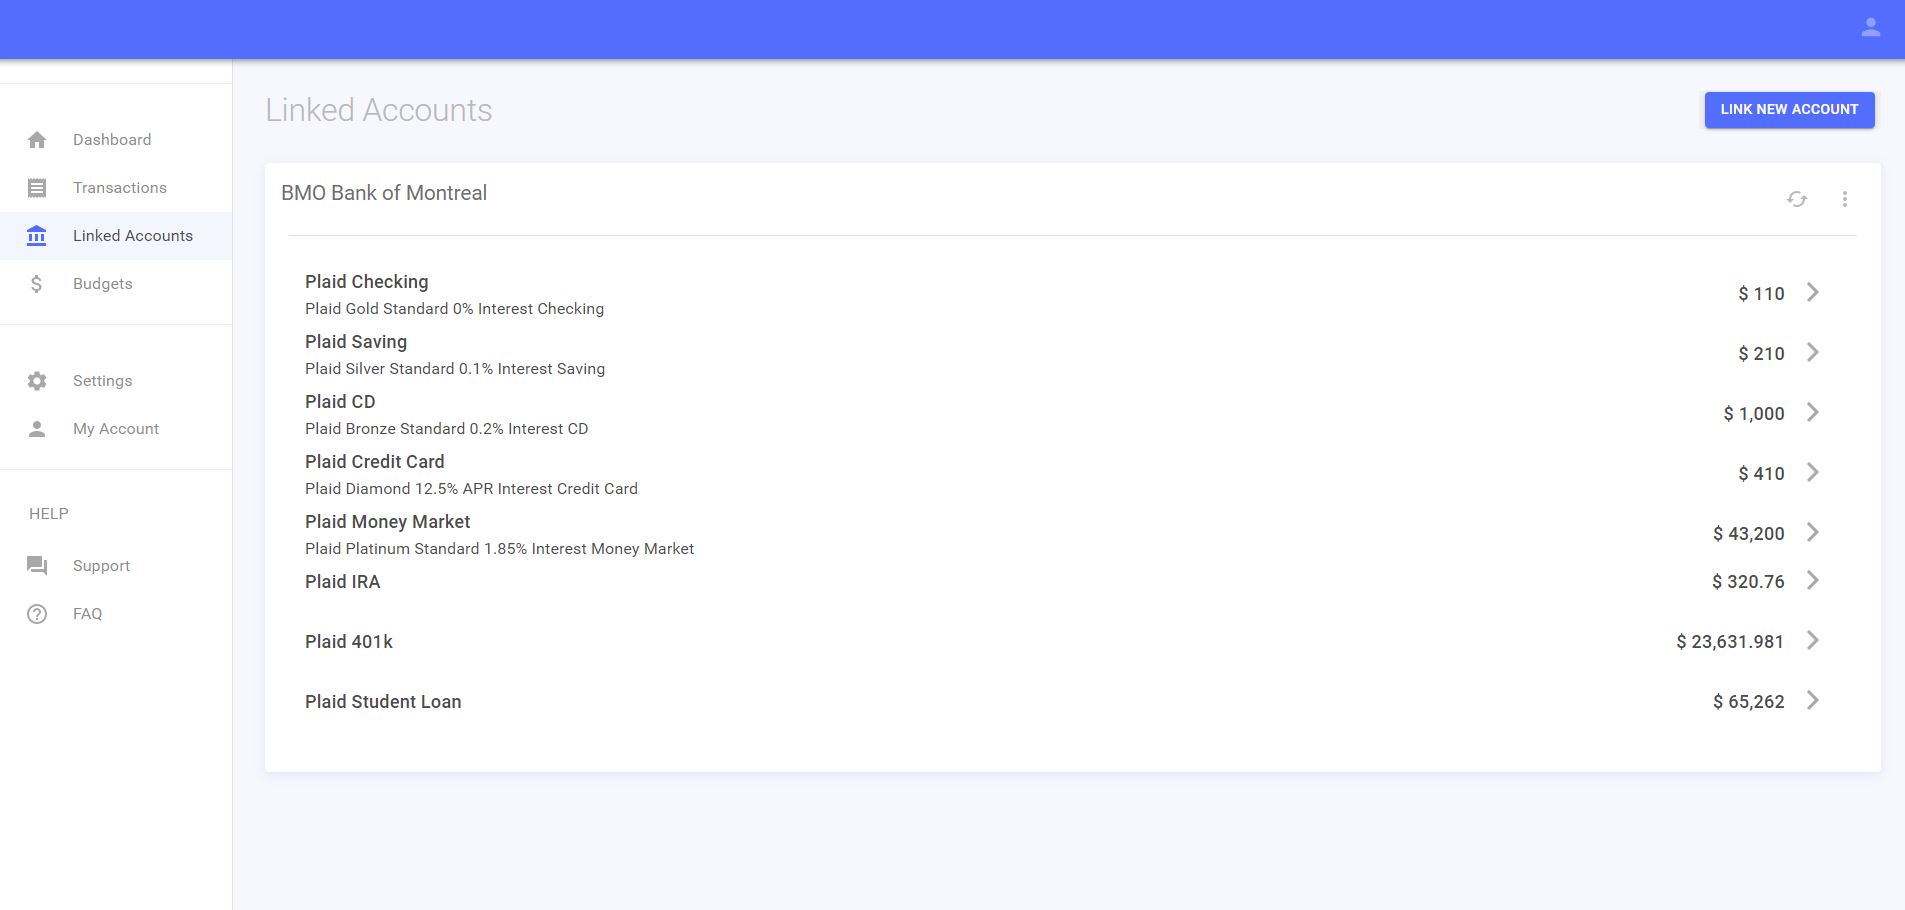 Linked Accounts
LINK NEW ACCOUNT
Dashboard
Transactions
Linked Accounts
Budgets
Settings
My Account
HELP
Support
FAQ
BMO Bank of Montreal
Plaid Checking
Plaid Gold Standard 0% Interest Checking
$ 110
Plaid Saving
Plaid Silver Standard 0.1% Interest Saving
$ 210
Plaid CD
Plaid Bronze Standard 0.2% Interest CD
$ 1,000
Plaid Credit Card
Plaid Diamond 12.5% APR Interest Credit Card
$ 410
Plaid Money Market
Plaid Platinum Standard 1.85% Interest Money Market
$ 43,200
Plaid IRA
$ 320.76
Plaid 401k
$ 23,631.981
Plaid Student Loan
$ 65,262